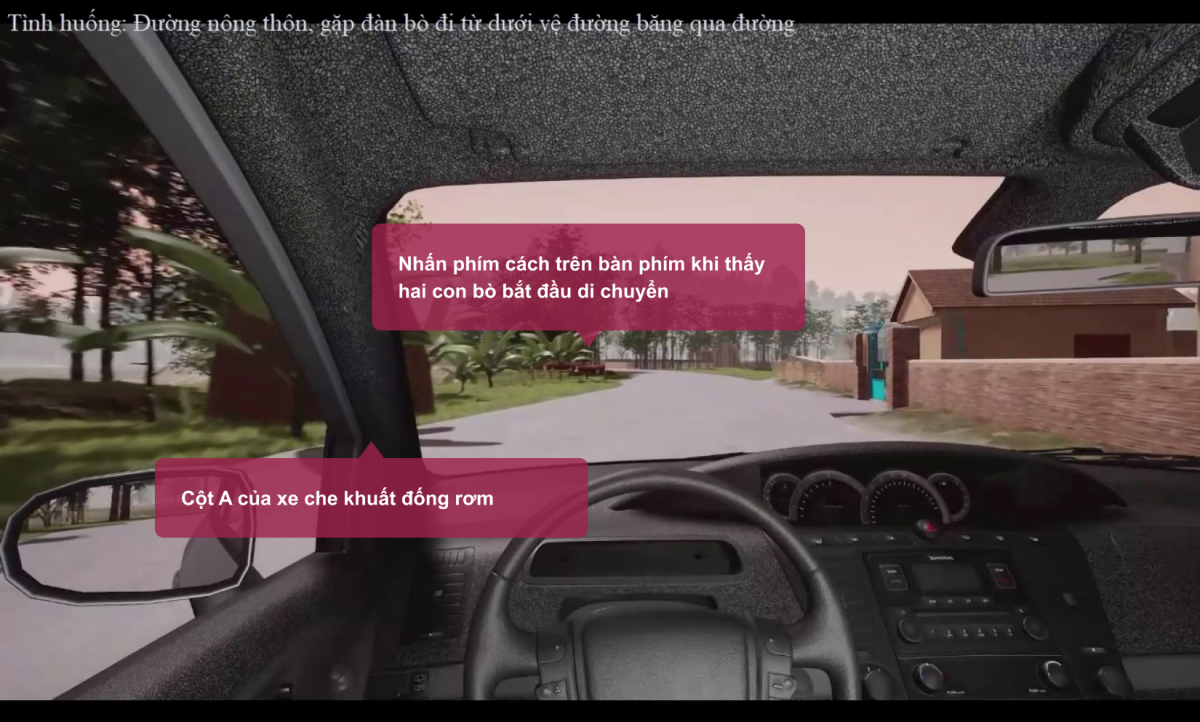 Tình huống: Đường nông thôn, gặp đàn bò đi từ dưới vệ đường băng qua đường
Nhấn phím cách trên bàn phím khi thấy
hai con bò bắt đầu di chuyển
Cột A của xe che khuất đống rơm